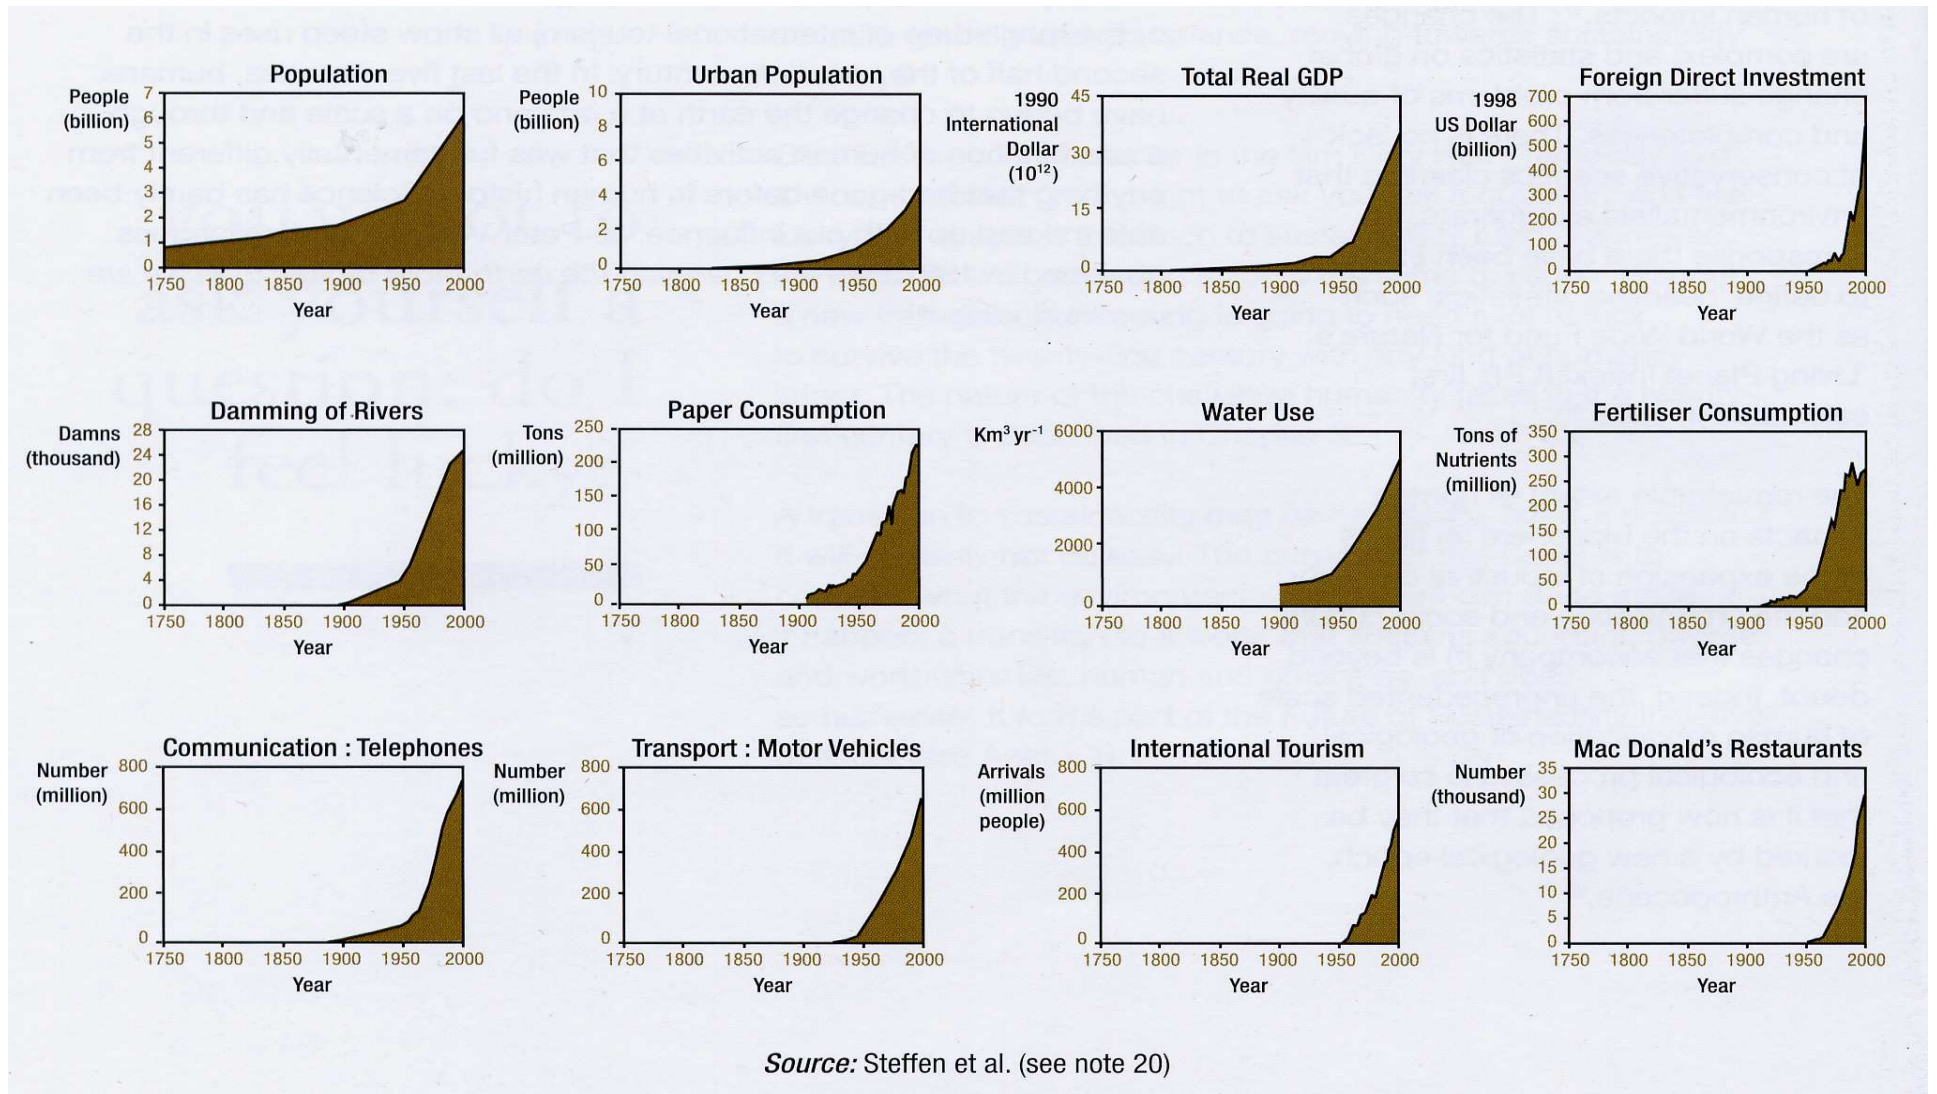 Population
People
(billion)
7
6
5
4
3
2
1
0
1750 1800 1850 1900 1950 2000
Year
Urban Population
People
(billion)
10
8
6
4
2
0
1750 1800 1850 1900 1950 2000
Year
Total Real GDP
1990
International
Dollar
(10¹²)
45
30
15
0
1750 1800 1850 1900 1950 2000
Year
Foreign Direct Investment
1998
US Dollar
(billion)
700
600
500
400
300
200
100
0
1750 1800 1850 1900 1950 2000
Year
Damming of Rivers
Damns
(thousand)
28
24
20
16
12
8
4
0
1750 1800 1850 1900 1950 2000
Year
Paper Consumption
Tons
(million)
250
200
150
100
50
0
1750 1800 1850 1900 1950 2000
Year
Water Use
Km³ yr⁻¹
6000
4000
2000
0
1750 1800 1850 1900 1950 2000
Year
Fertiliser Consumption
Tons of
Nutrients
(million)
350
300
250
200
150
100
50
0
1750 1800 1850 1900 1950 2000
Year
Communication : Telephones
Number
(million)
800
600
400
200
0
1750 1800 1850 1900 1950 2000
Year
Transport : Motor Vehicles
Number
(million)
800
600
400
200
0
1750 1800 1850 1900 1950 2000
Year
International Tourism
Arrivals
(million
people)
800
600
400
200
0
1750 1800 1850 1900 1950 2000
Year
Mac Donald's Restaurants
Number
(thousand)
35
30
25
20
15
10
5
0
1750 1800 1850 1900 1950 2000
Year
Source: Steffen et al. (see note 20)